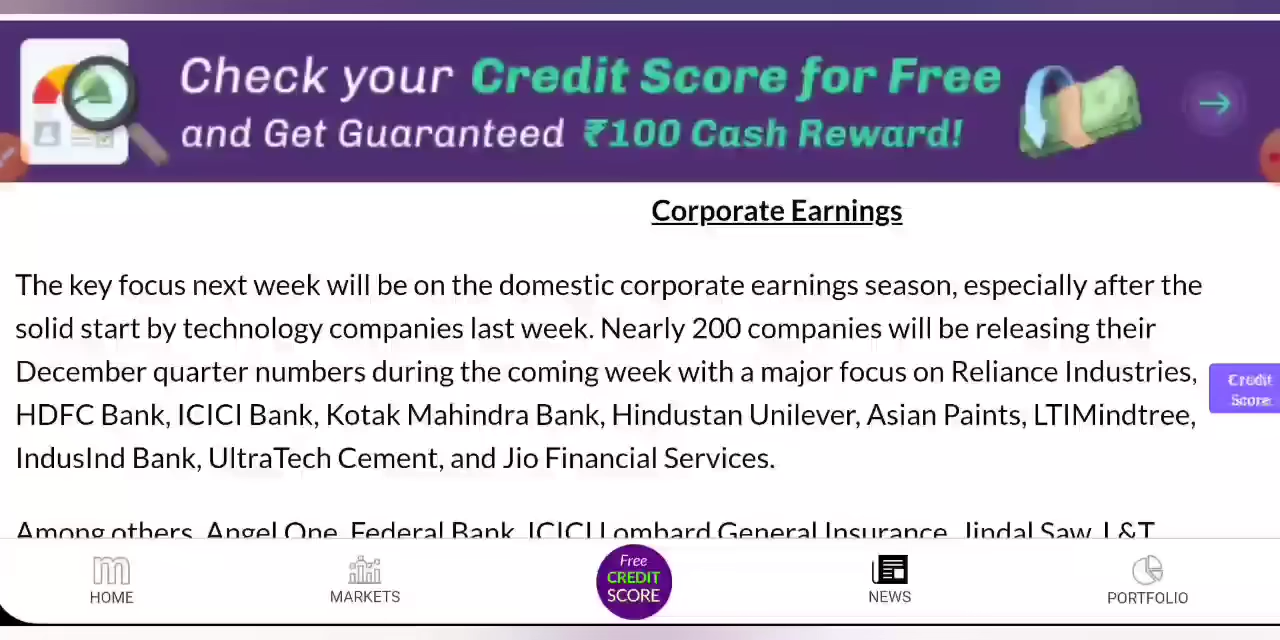 Check your Credit Score for Free
and Get Guaranteed ₹100 Cash Reward!
Corporate Earnings
The key focus next week will be on the domestic corporate earnings season, especially after the
solid start by technology companies last week. Nearly 200 companies will be releasing their
December quarter numbers during the coming week with a major focus on Reliance Industries,
HDFC Bank, ICICI Bank, Kotak Mahindra Bank, Hindustan Unilever, Asian Paints, LTIMindtree,
IndusInd Bank, UltraTech Cement, and Jio Financial Services.
Credit
Score
Among others, Angel One, Federal Bank, ICICI Lombard General Insurance, Jindal Saw, L&T
m
HOME
MARKETS
Free
CREDIT
SCORE
NEWS
PORTFOLIO